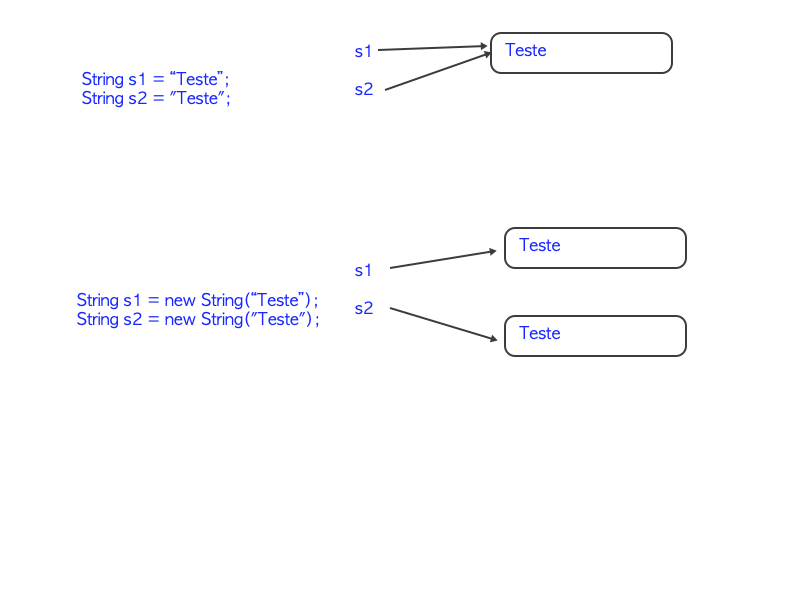 s1
Teste
String s1 = “Teste”;
String s2 = "Teste";
s2
Teste
s1
String s1 = new String(“Teste”);
String s2 = new String("Teste");
s2
Teste